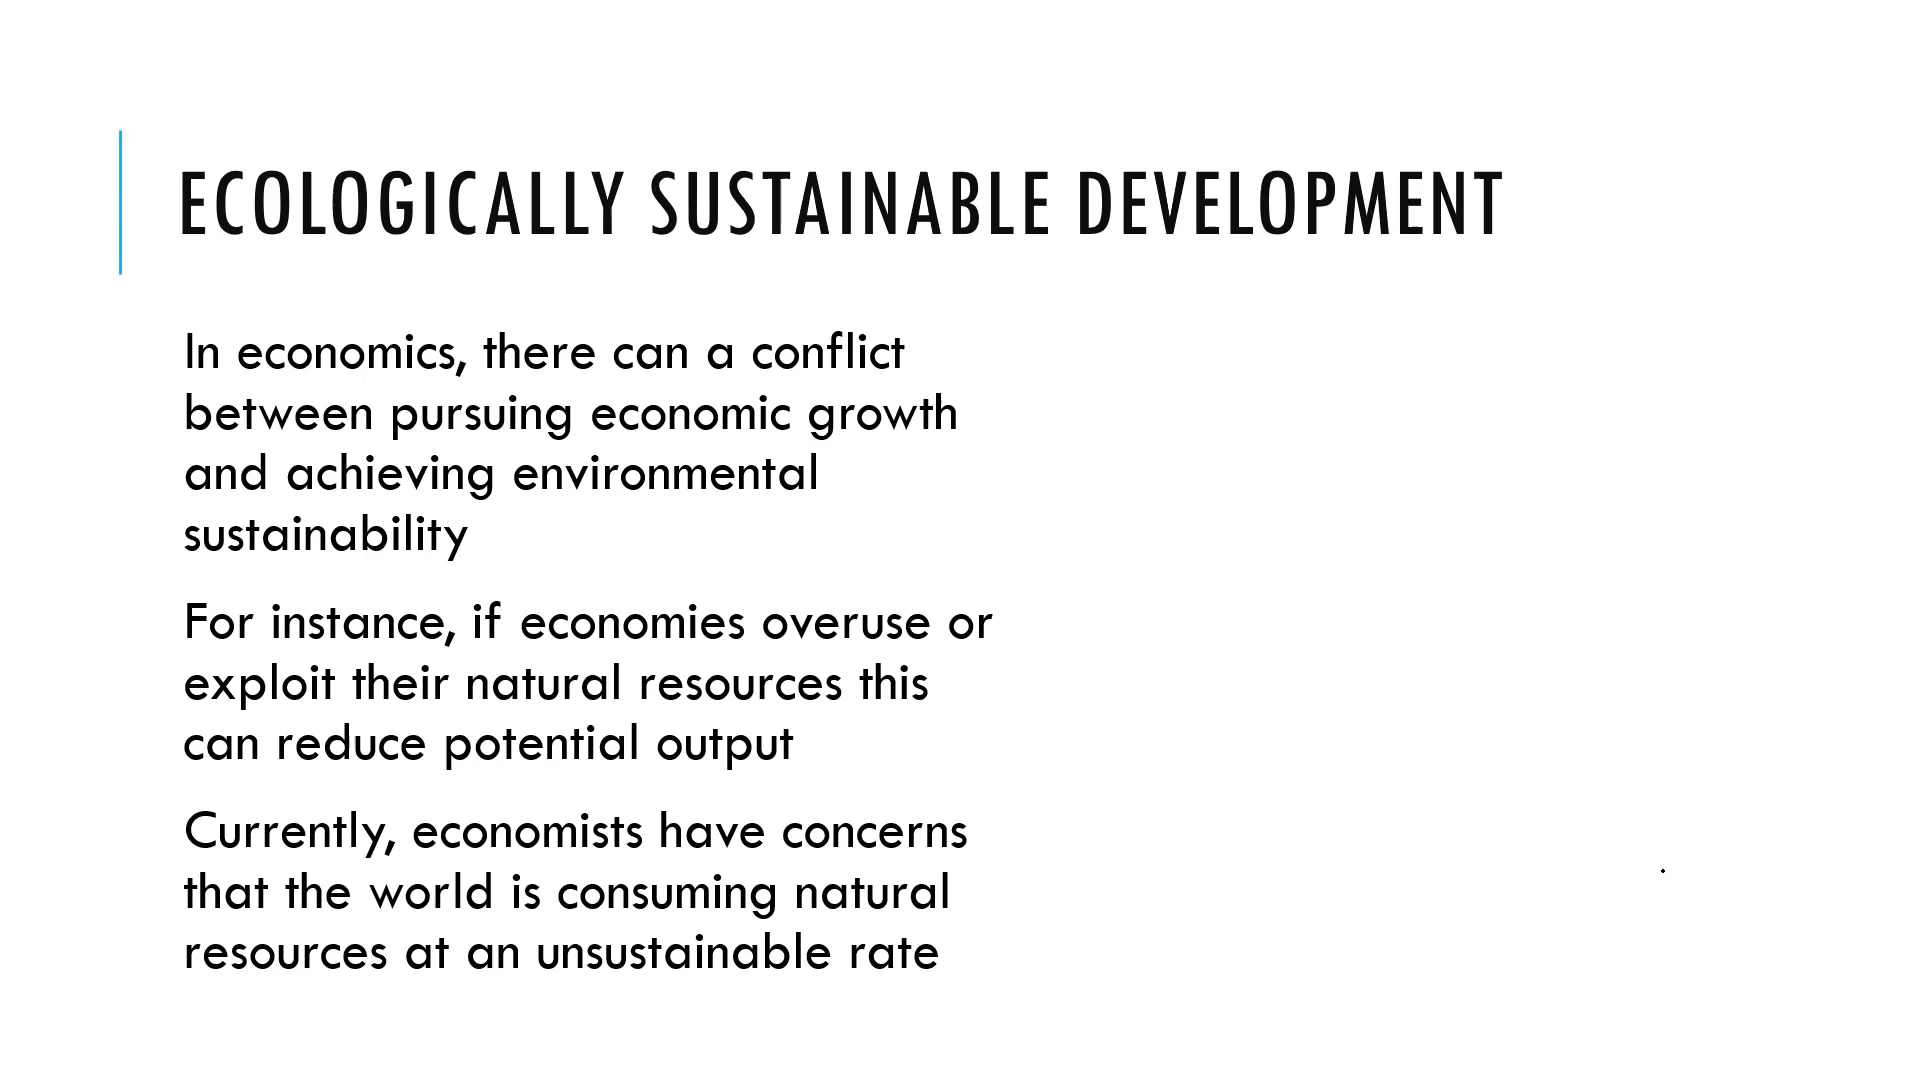 ECOLOGICALLY SUSTAINABLE DEVELOPMENT
In economics, there can a conflict
between pursuing economic growth
and achieving environmental
sustainability
For instance, if economies overuse or
exploit their natural resources this
can reduce potential output
Currently, economists have concerns
that the world is consuming natural
resources at an unsustainable rate
.